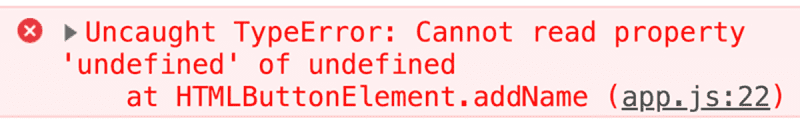 Uncaught TypeError: Cannot read property
'undefined' of undefined
at HTMLButtonElement.addName (app.js:22)